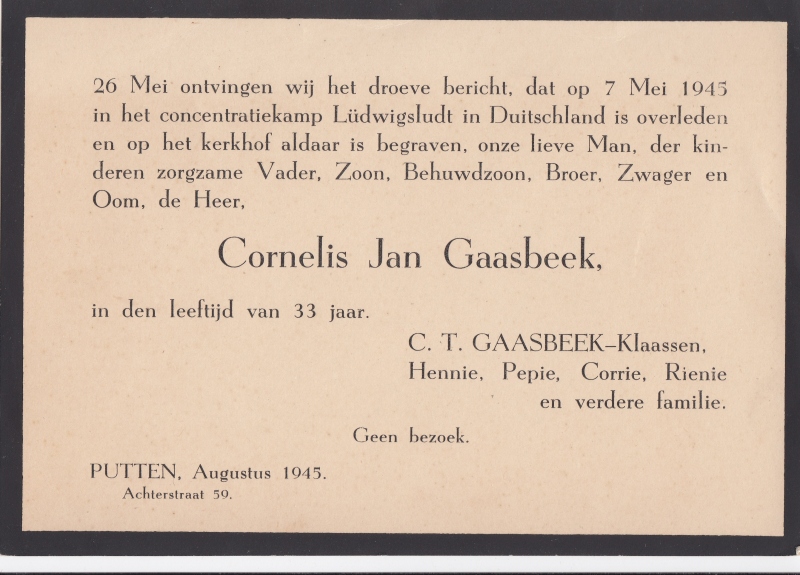 26 Mei ontvingen wij het droeve bericht, dat op 7 Mei 1945
in het concentratiekamp Lüdwigsludt in Duitschland is overleden
en op het kerkhof aldaar is begraven, onze lieve Man, der kin-
deren zorgzame Vader, Zoon, Behuwdzoon, Broer, Zwager en
Oom, de Heer,
Cornelis Jan Gaasbeek,
in den leeftijd van 33 jaar.
C. T. GAASBEEK–Klaassen,
Hennie, Pepie, Corrie, Rienie
en verdere familie.
Geen bezoek.
PUTTEN, Augustus 1945.
Achterstraat 59.